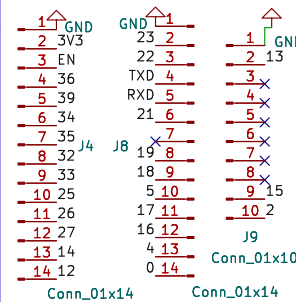 1 GND
2 3V3
3 EN
4 36
5 39
6 34
7 35
8 32
9 33
10 25
11 26
12 27
13 14
14 12
J4
Conn_01x14
GND
1
23 2
22 3
TXD 4
RXD 5
21 6
7
19 8
18 9
5 10
17 11
16 12
4 13
0 14
J8
Conn_01x14
1 GND
2 13
3
4
5
6
7
8
9 15
10 2
J9
Conn_01x10